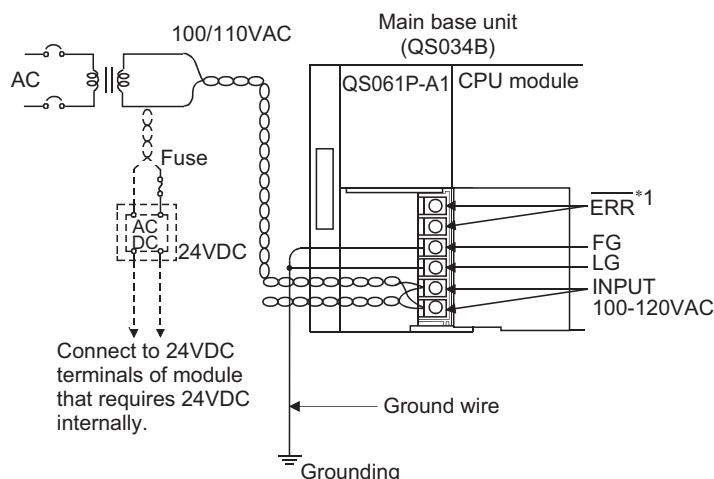 Main base unit
(QS034B)
100/110VAC
AC
QS061P-A1
CPU module
Fuse
ERR*1
AC
DC
24VDC
FG
LG
INPUT
100-120VAC
Connect to 24VDC
terminals of module
that requires 24VDC
internally.
Ground wire
Grounding